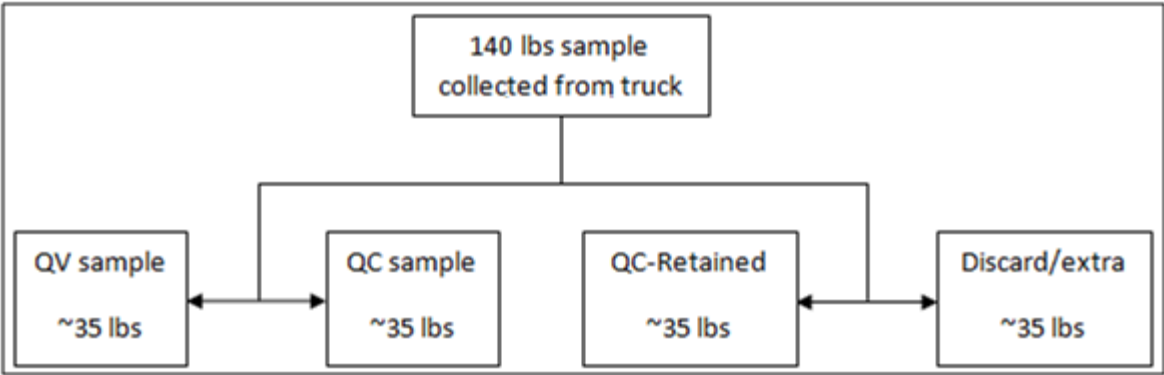 140 lbs sample
collected from truck
QV sample
~35 lbs
QC sample
~35 lbs
QC-Retained
~35 lbs
Discard/extra
~35 lbs